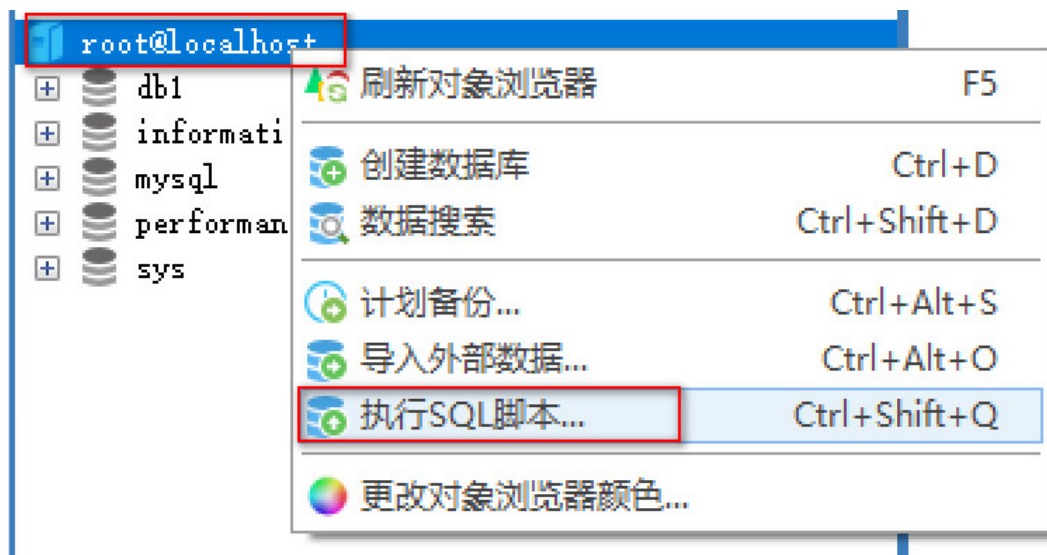 root@localhost
db1
informati
mysql
performan
sys
刷新对象浏览器 F5
创建数据库 Ctrl+D
数据搜索 Ctrl+Shift+D
计划备份... Ctrl+Alt+S
导入外部数据... Ctrl+Alt+O
执行SQL脚本... Ctrl+Shift+Q
更改对象浏览器颜色...